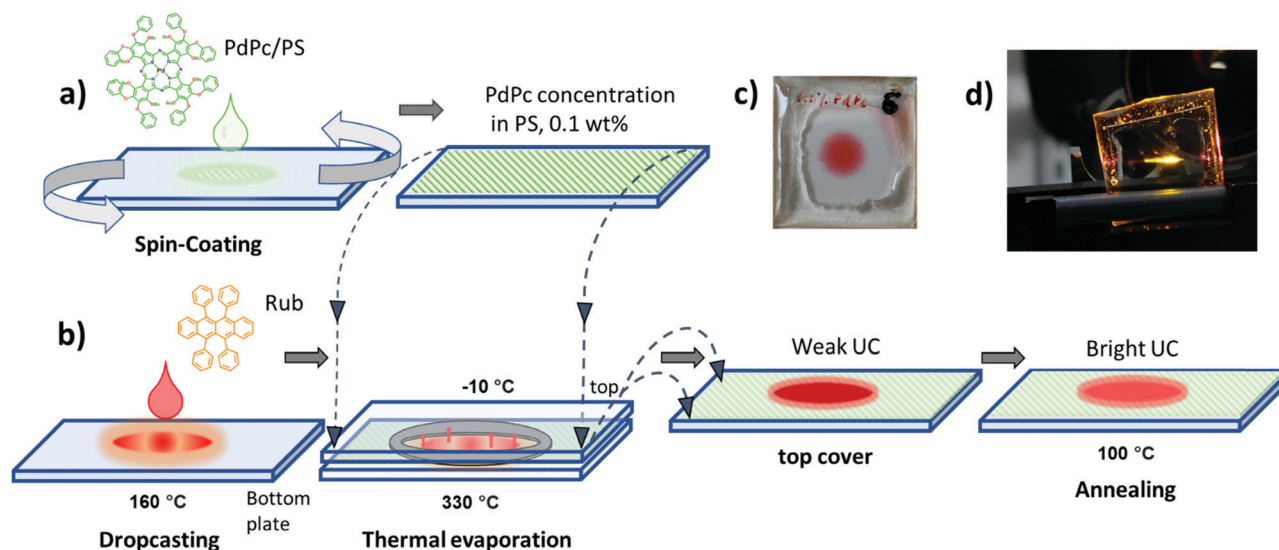 a)
PdPc/PS
PdPc concentration
in PS, 0.1 wt%
Spin-Coating
c)
d)
b)
Rub
160 °C
Bottom
plate
Dropcasting
-10 °C
top
330 °C
Thermal evaporation
Weak UC
top cover
Bright UC
100 °C
Annealing